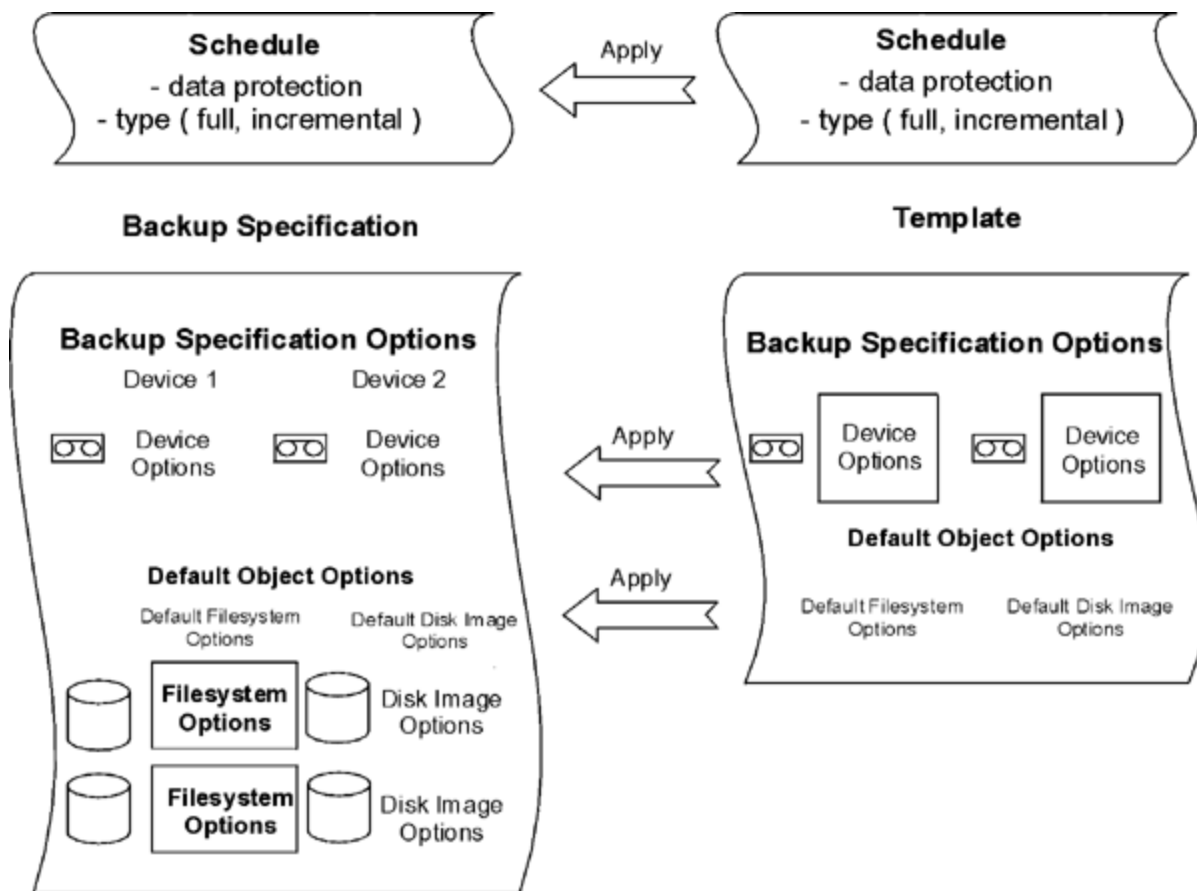 Schedule
- data protection
- type ( full, incremental )
Apply
Schedule
- data protection
- type ( full, incremental )
Backup Specification
Template
Backup Specification Options
Device 1
Device 2
Device
Options
Device
Options
Apply
Backup Specification Options
Device
Options
Device
Options
Default Object Options
Default Filesystem
Options
Default Disk Image
Options
Apply
Default Object Options
Default Filesystem
Options
Default Disk Image
Options
Filesystem
Options
Disk Image
Options
Filesystem
Options
Disk Image
Options